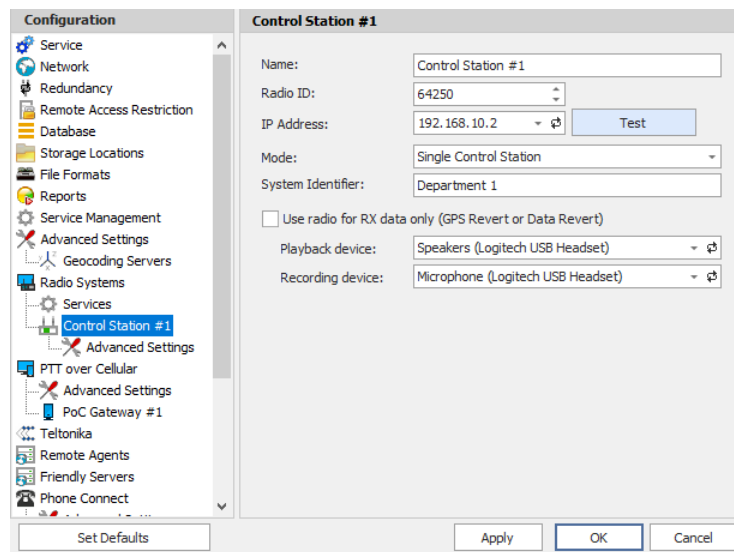 Configuration
Service
Network
Redundancy
Remote Access Restriction
Database
Storage Locations
File Formats
Reports
Service Management
Advanced Settings
Geocoding Servers
Radio Systems
Services
Control Station #1
Advanced Settings
PTT over Cellular
Advanced Settings
PoC Gateway #1
Teltonika
Remote Agents
Friendly Servers
Phone Connect
Set Defaults
Control Station #1
Name: Control Station #1
Radio ID: 64250
IP Address: 192.168.10.2 Test
Mode: Single Control Station
System Identifier: Department 1
Use radio for RX data only (GPS Revert or Data Revert)
Playback device: Speakers (Logitech USB Headset)
Recording device: Microphone (Logitech USB Headset)
Apply OK Cancel